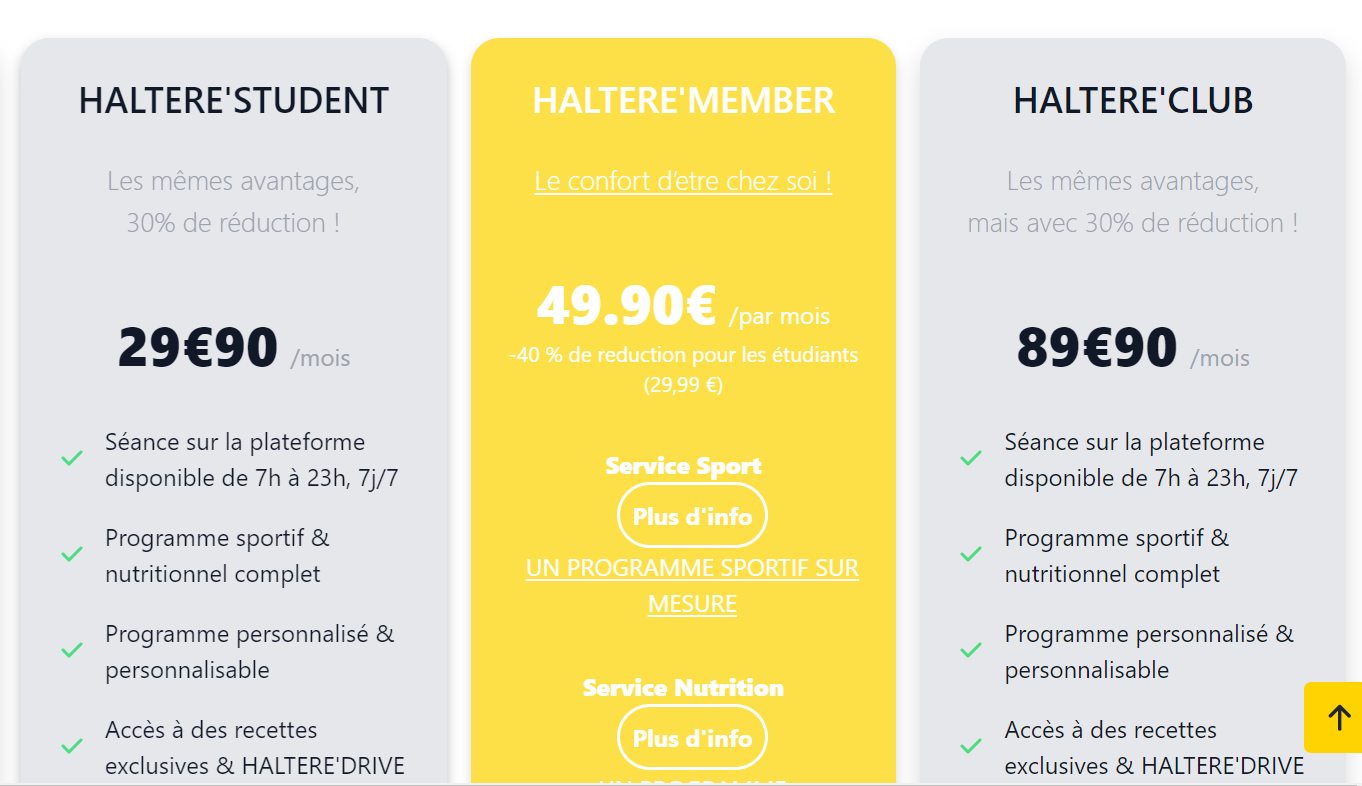 HALTERE'STUDENT
Les mêmes avantages,
30% de réduction !
29€90 /mois
Séance sur la plateforme
disponible de 7h à 23h, 7j/7
Programme sportif &
nutritionnel complet
Programme personnalisé &
personnalisable
Accès à des recettes
exclusives & HALTERE'DRIVE
HALTERE'MEMBER
Le confort d’etre chez soi !
49.90€ /par mois
-40 % de reduction pour les étudiants
(29,99 €)
Service Sport
Plus d'info
UN PROGRAMME SPORTIF SUR
MESURE
Service Nutrition
Plus d'info
UN PROGRAMME
HALTERE'CLUB
Les mêmes avantages,
mais avec 30% de réduction !
89€90 /mois
Séance sur la plateforme
disponible de 7h à 23h, 7j/7
Programme sportif &
nutritionnel complet
Programme personnalisé &
personnalisable
Accès à des recettes
exclusives & HALTERE'DRIVE